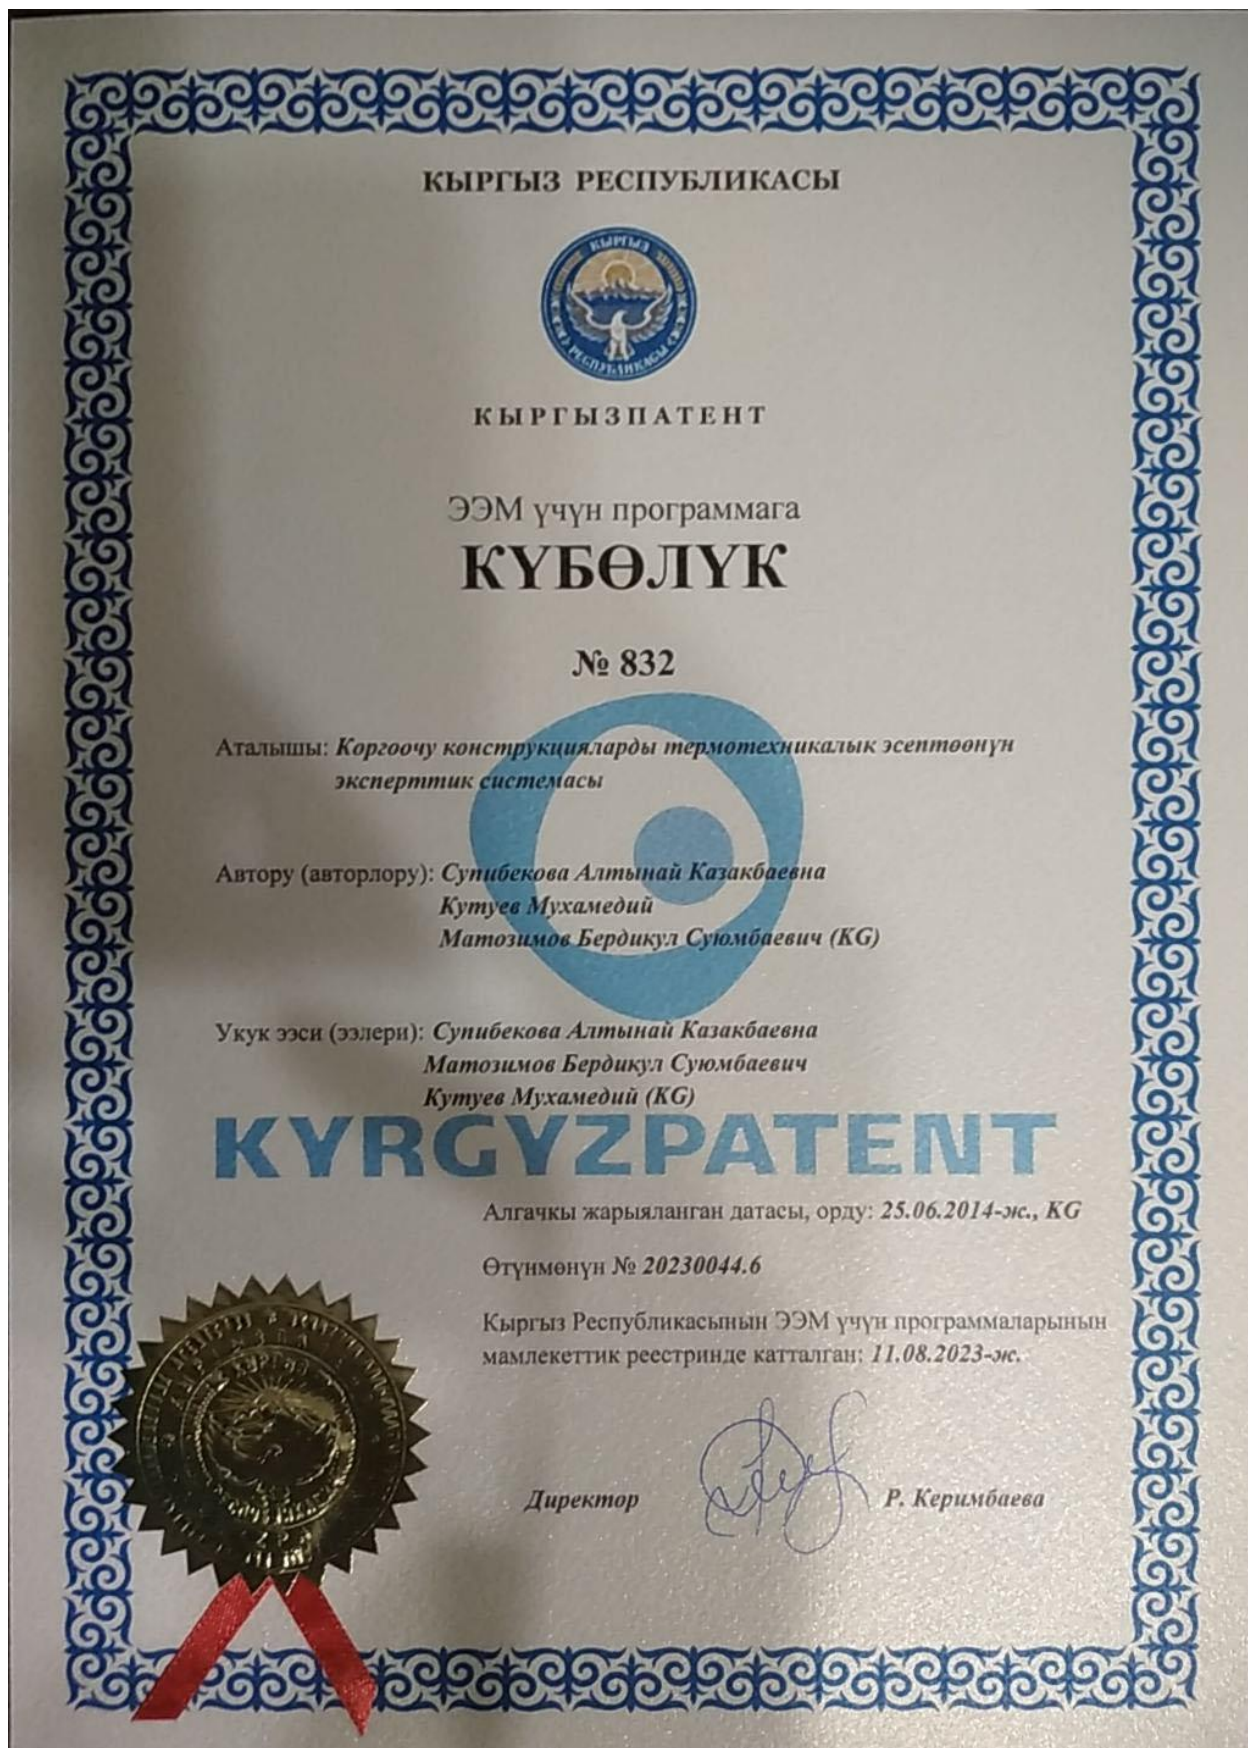 КЫРГЫЗ РЕСПУБЛИКАСЫ
КЫРГЫЗ
РЕСПУБЛИКАСЫ
КЫРГЫЗПАТЕНТ
ЭЭМ үчүн программага
КҮБӨЛҮК
№ 832
Аталышы: Коргоочу конструкцияларды термотехникалык эсептөөнүн
эксперттик системасы
Автору (авторлору): Супибекова Алтынай Казакбаевна
Кутуев Мухамедий
Матозимов Бердикул Суюмбаевич (KG)
Укук ээси (ээлери): Супибекова Алтынай Казакбаевна
Матозимов Бердикул Суюмбаевич
Кутуев Мухамедий (KG)
KYRGYZPATENT
Алгачкы жарыяланган датасы, орду: 25.06.2014-ж., KG
Өтүнмөнүн № 20230044.6
Кыргыз Республикасынын ЭЭМ үчүн программаларынын
мамлекеттик реестринде катталган: 11.08.2023-ж.
Директор Р. Керимбаева